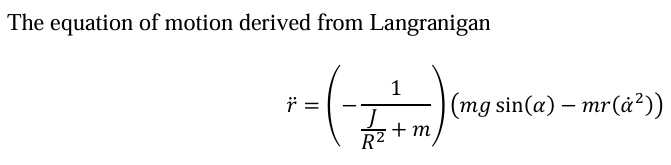 The equation of motion derived from Langranigan
r̈ = (− 1 / (J/R² + m)) (mg sin(α) − mr(α̇²))